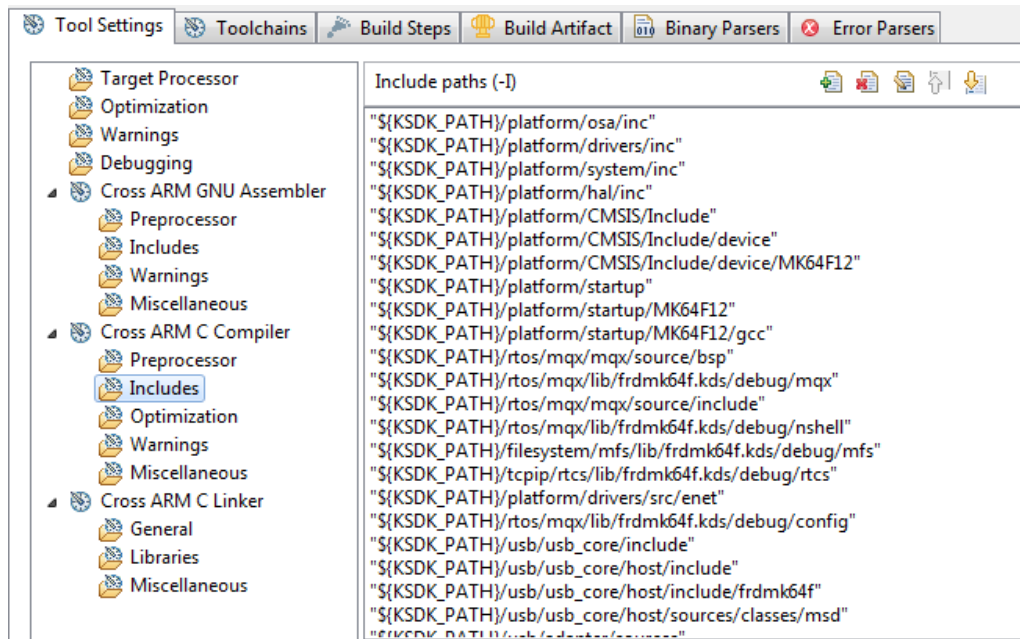 Tool Settings Toolchains Build Steps Build Artifact Binary Parsers Error Parsers
Target Processor
Optimization
Warnings
Debugging
Cross ARM GNU Assembler
Preprocessor
Includes
Warnings
Miscellaneous
Cross ARM C Compiler
Preprocessor
Includes
Optimization
Warnings
Miscellaneous
Cross ARM C Linker
General
Libraries
Miscellaneous
Include paths (-I)
"${KSDK_PATH}/platform/osa/inc"
"${KSDK_PATH}/platform/drivers/inc"
"${KSDK_PATH}/platform/system/inc"
"${KSDK_PATH}/platform/hal/inc"
"${KSDK_PATH}/platform/CMSIS/Include"
"${KSDK_PATH}/platform/CMSIS/Include/device"
"${KSDK_PATH}/platform/CMSIS/Include/device/MK64F12"
"${KSDK_PATH}/platform/startup"
"${KSDK_PATH}/platform/startup/MK64F12"
"${KSDK_PATH}/platform/startup/MK64F12/gcc"
"${KSDK_PATH}/rtos/mqx/mqx/source/bsp"
"${KSDK_PATH}/rtos/mqx/lib/frdmk64f.kds/debug/mqx"
"${KSDK_PATH}/rtos/mqx/mqx/source/include"
"${KSDK_PATH}/rtos/mqx/lib/frdmk64f.kds/debug/nshell"
"${KSDK_PATH}/filesystem/mfs/lib/frdmk64f.kds/debug/mfs"
"${KSDK_PATH}/tcpip/rtcs/lib/frdmk64f.kds/debug/rtcs"
"${KSDK_PATH}/platform/drivers/src/enet"
"${KSDK_PATH}/rtos/mqx/lib/frdmk64f.kds/debug/config"
"${KSDK_PATH}/usb/usb_core/include"
"${KSDK_PATH}/usb/usb_core/host/include"
"${KSDK_PATH}/usb/usb_core/host/include/frdmk64f"
"${KSDK_PATH}/usb/usb_core/host/sources/classes/msd"
"${KSDK_PATH}/usb/adapter/sources"